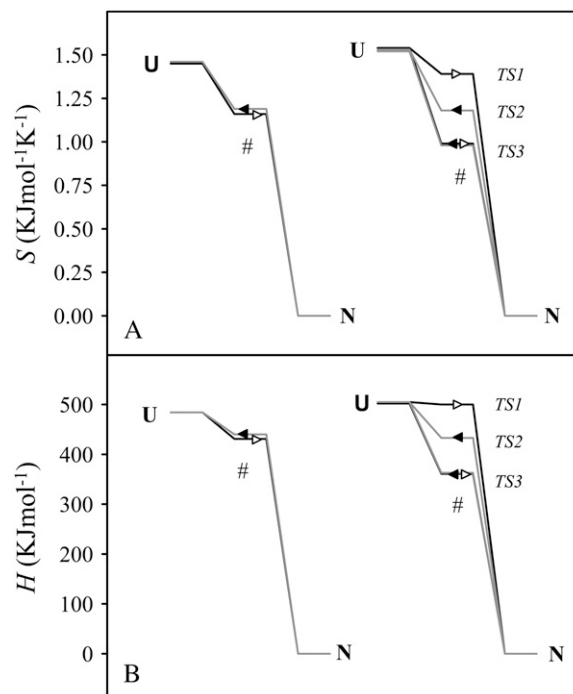 S (KJmol-1K-1)
1.50
1.25
1.00
0.75
0.50
0.25
0.00
U
#
N
U
TS1
TS2
TS3
#
N
A
H (KJmol-1)
500
400
300
200
100
0
U
#
N
U
TS1
TS2
TS3
#
N
B